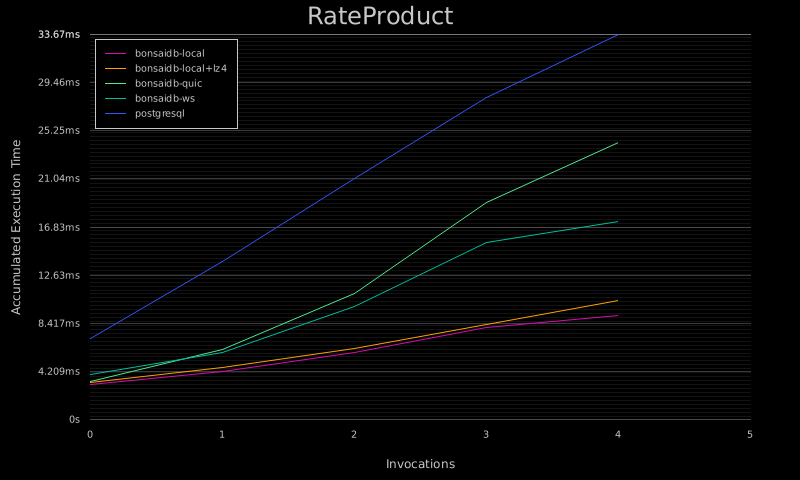 RateProduct
33.67ms
29.46ms
25.25ms
21.04ms
16.83ms
12.63ms
8.417ms
4.209ms
0s
bonsaidb-local
bonsaidb-local+lz4
bonsaidb-quic
bonsaidb-ws
postgresql
Accumulated Execution Time
0 1 2 3 4 5
Invocations